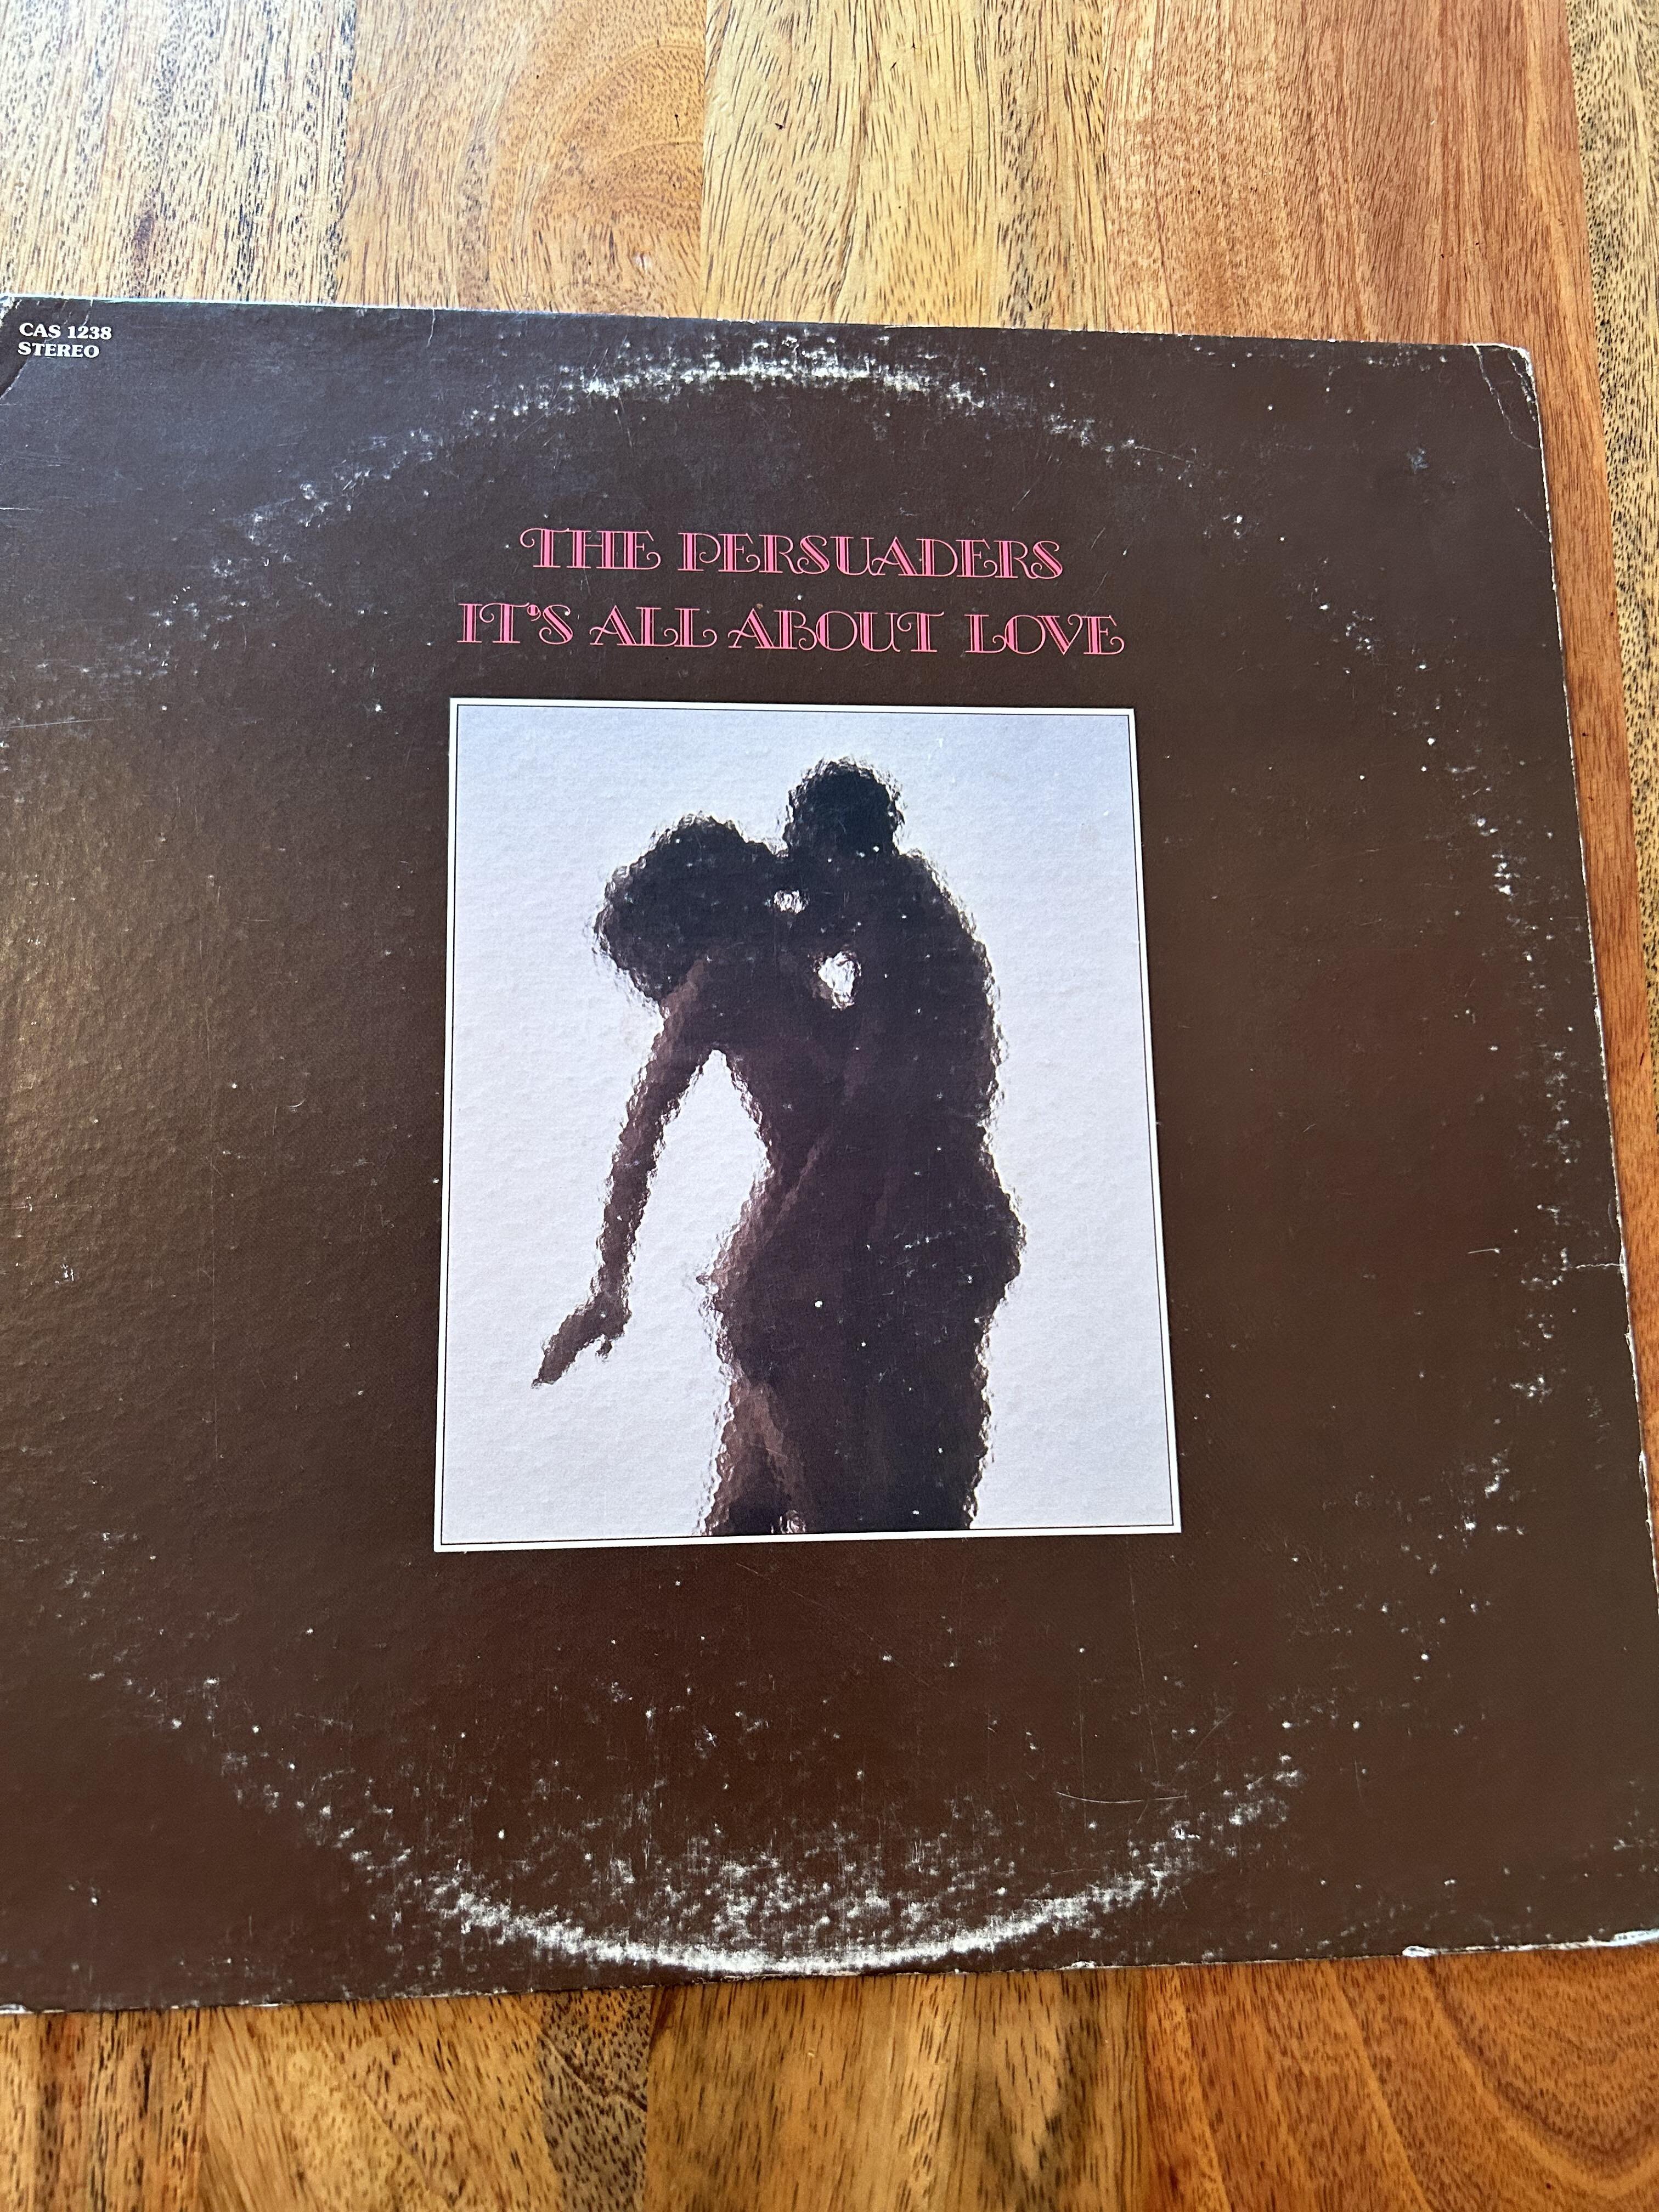 CAS 1238
STEREO
THE PERSUADERS
IT'S ALL ABOUT LOVE